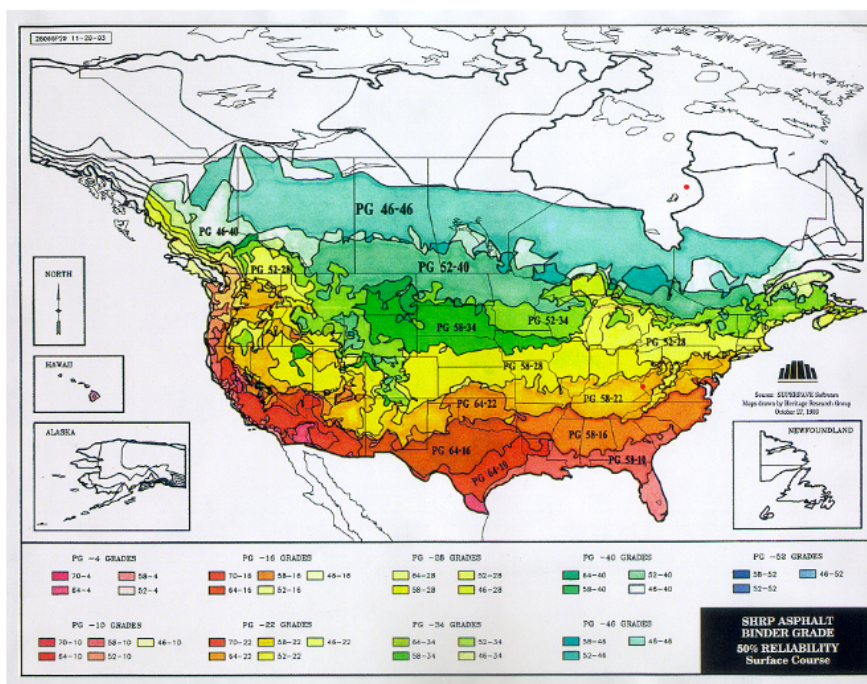 28066F29 11-29-93
PG 46-46
PG 46-40
PG 52-40
PG 52-28
NORTH
PG 58-34
PG 52-34
PG 52-28
HAWAII
PG 58-28
PG 58-22
PG 64-22
Source: SUPERPAVE Software
Maps drawn by Heritage Research Group
October 27, 1993
ALASKA
PG 58-16
NEWFOUNDLAND
PG 64-16
PG 64-10
PG 58-10
PG -4 GRADES
PG -16 GRADES
PG -28 GRADES
PG -40 GRADES
PG -52 GRADES
70-4 58-4
70-16 58-16 46-16
64-28 52-28
64-40 52-40
58-52 46-52
64-4 52-4
64-16 52-16
58-28 46-28
58-40 46-40
52-52
PG -10 GRADES
PG -22 GRADES
PG -34 GRADES
PG -46 GRADES
70-10 58-10 46-10
70-22 58-22 46-22
64-34 52-34
58-46 46-46
64-10 52-10
64-22 52-22
58-34 46-34
52-46
SHRP ASPHALT
BINDER GRADE
50% RELIABILITY
Surface Course